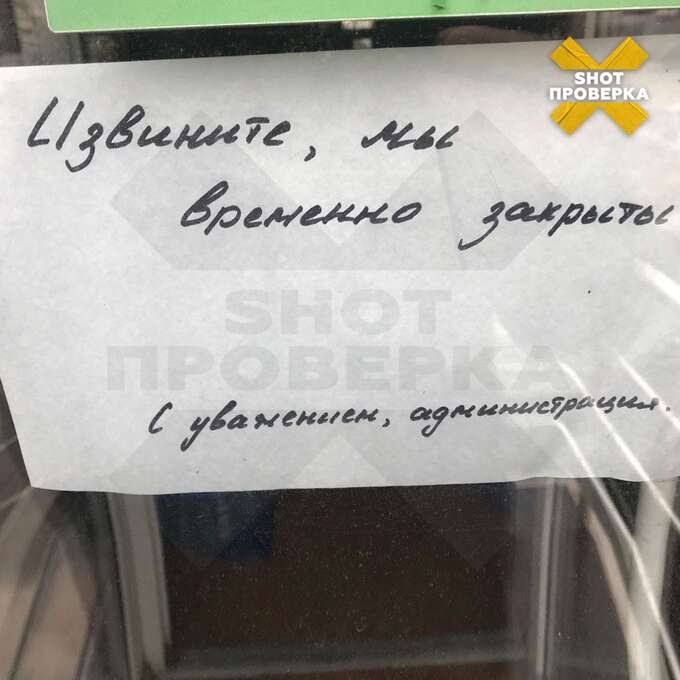 SHOT
ПРОВЕРКА
Извините, мы
временно закрыты
SHOT
ПРОВЕРКА
С уважением, администрация.